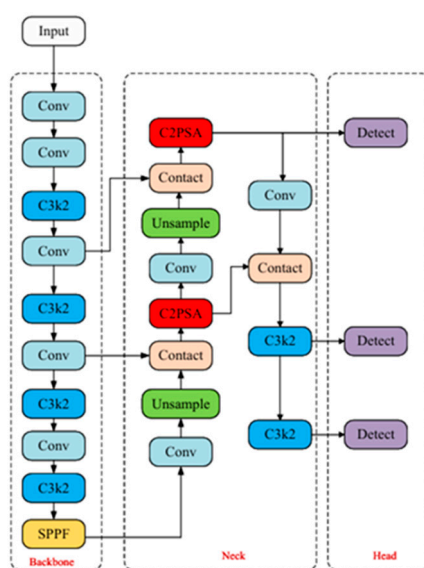 Input
Conv
Conv
C3k2
Conv
C3k2
Conv
C3k2
Conv
C3k2
SPPF
Backbone
C2PSA
Contact
Unsample
Conv
C2PSA
Contact
Unsample
Conv
Conv
Contact
C3k2
C3k2
Neck
Detect
Detect
Detect
Head